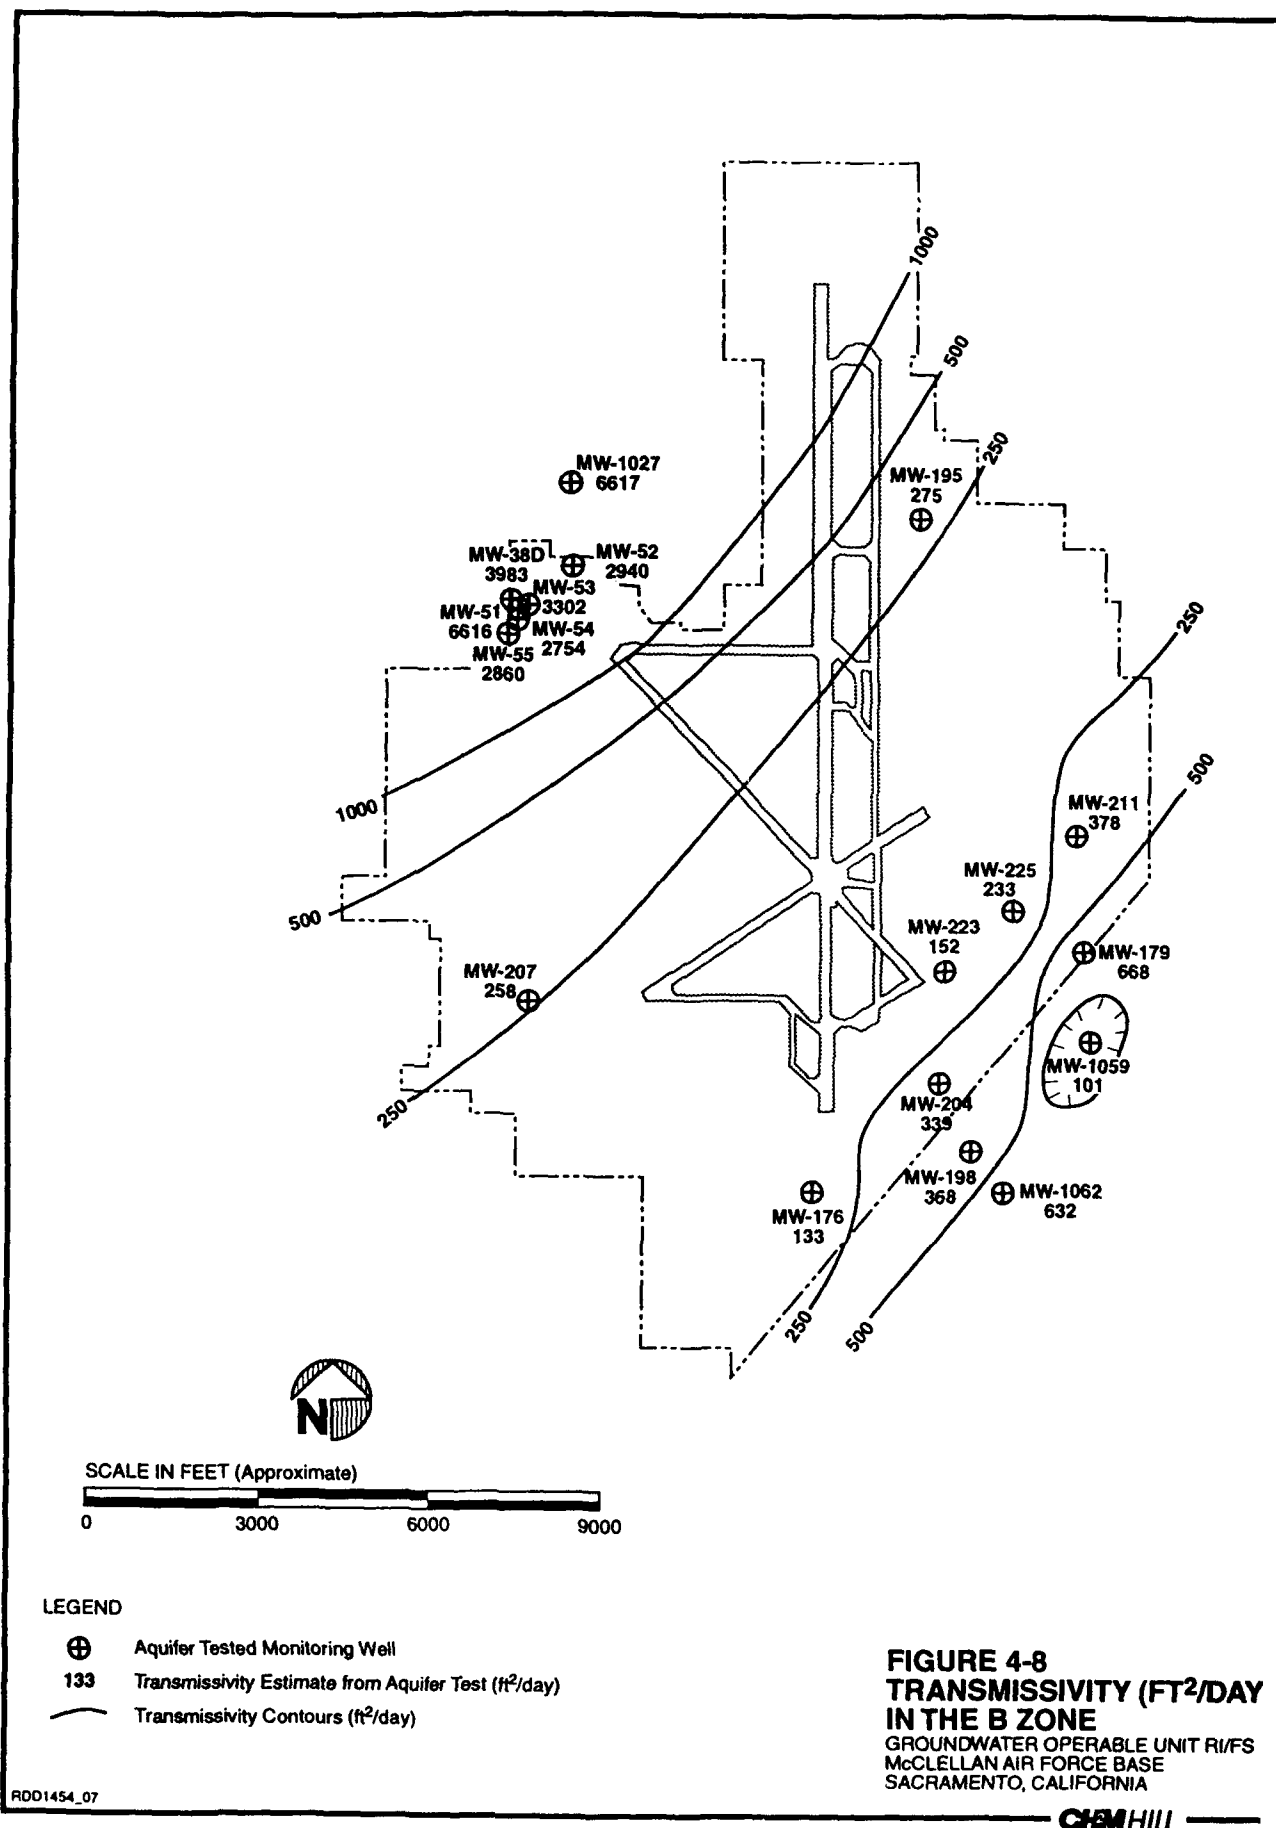 1000
500
250
MW-1027
6617
MW-195
275
MW-38D
3983
MW-52
2940
MW-53
3302
MW-51
6616
MW-54
2754
MW-55
2860
250
500
1000
MW-211
378
MW-225
233
500
MW-223
152
MW-179
668
MW-207
258
MW-1059
101
250
MW-204
339
MW-198
368
MW-1062
632
MW-176
133
250
500
N
SCALE IN FEET (Approximate)
0 3000 6000 9000
LEGEND
Aquifer Tested Monitoring Well
133 Transmissivity Estimate from Aquifer Test (ft²/day)
Transmissivity Contours (ft²/day)
FIGURE 4-8
TRANSMISSIVITY (FT²/DAY
IN THE B ZONE
GROUNDWATER OPERABLE UNIT RI/FS
McCLELLAN AIR FORCE BASE
SACRAMENTO, CALIFORNIA
RDD1454_07
CH2M HILL